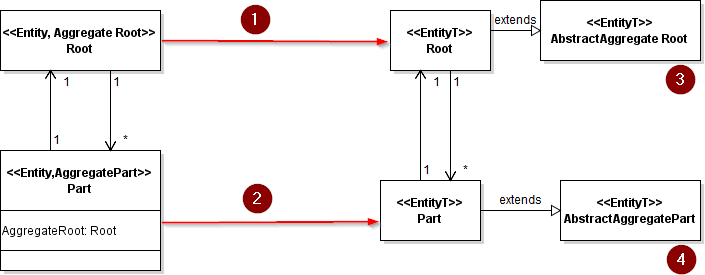 1
<<Entity, Aggregate Root>>
Root
<<EntityT>>
Root
extends
<<EntityT>>
AbstractAggregate Root
3
1
1
1
1
1
*
1
*
<<Entity,AggregatePart>>
Part
AggregateRoot: Root
2
<<EntityT>>
Part
extends
<<EntityT>>
AbstractAggregatePart
4